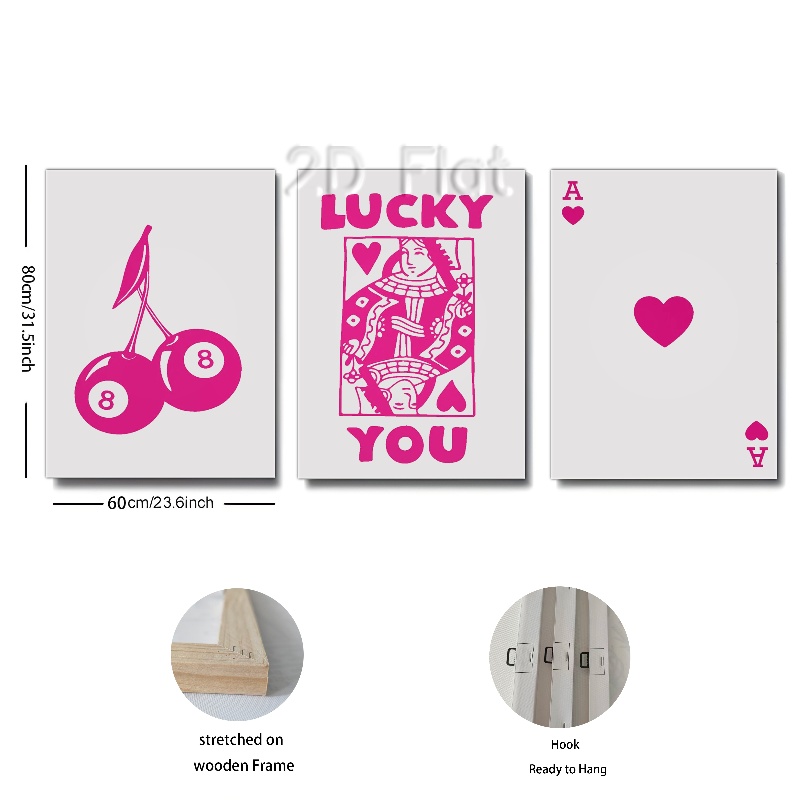 2D Flat
A
LUCKY
8
8
YOU
A
80cm/31.5inch
60cm/23.6inch
stretched on
wooden Frame
Hook
Ready to Hang